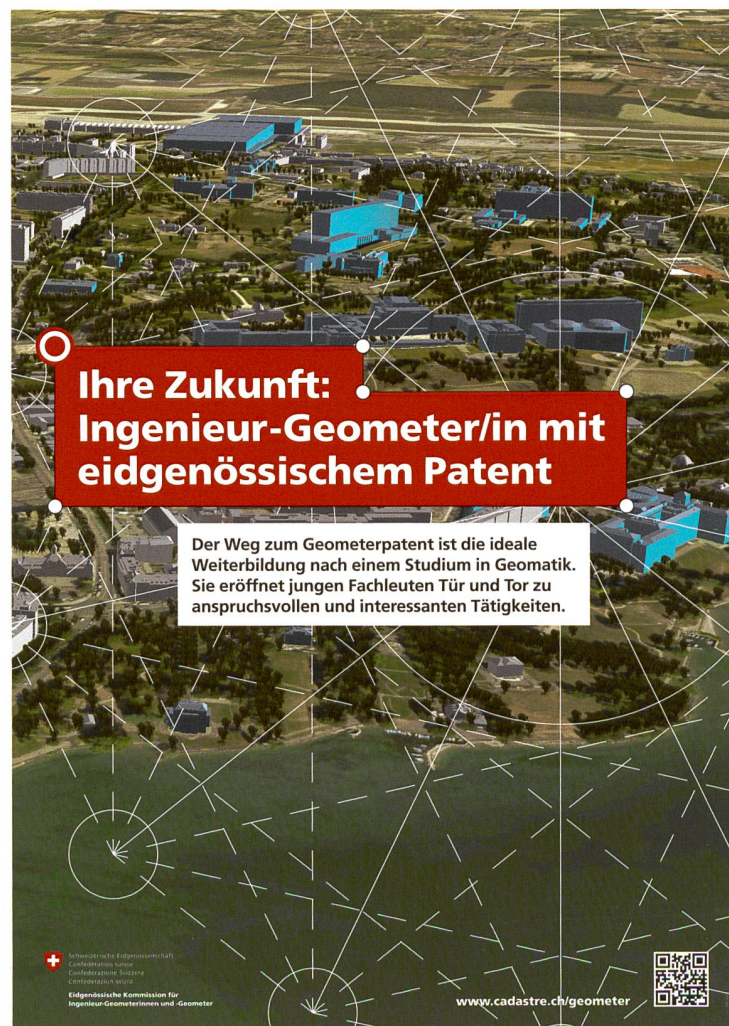 Ihre Zukunft:
Ingenieur-Geometer/in mit
eidgenössischem Patent
Der Weg zum Geometerpatent ist die ideale
Weiterbildung nach einem Studium in Geomatik.
Sie eröffnet jungen Fachleuten Tür und Tor zu
anspruchsvollen und interessanten Tätigkeiten.
Schweizerische Eidgenossenschaft
Confédération suisse
Confederazione Svizzera
Confederaziun svizra
Eidgenössische Kommission für
Ingenieur-Geometerinnen und -Geometer
www.cadastre.ch/geometer